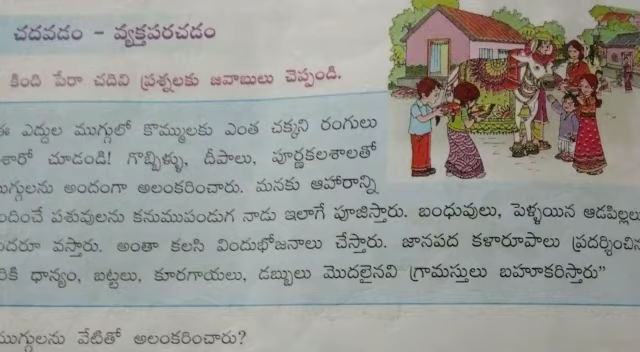 చదవడం – వ్యక్తపరచడం
కింది పేరా చదివి ప్రశ్నలకు జవాబులు చెప్పండి.
ఈ ఎద్దుల ముగ్గులో కొమ్ములకు ఎంత చక్కని రంగులు
శారో చూడండి! గొబ్బిళ్ళు, దీపాలు, పూర్ణకలశాలతో
ముగ్గులను అందంగా అలంకరించారు. మనకు ఆహారాన్ని
దించే పశువులను కనుముపండుగ నాడు ఇలాగే పూజిస్తారు. బంధువులు, పెళ్ళయిన ఆడపిల్లలు
దరూ వస్తారు. అంతా కలసి విందుభోజనాలు చేస్తారు. జానపద కళారూపాలు ప్రదర్శించిన
రికి ధాన్యం, బట్టలు, కూరగాయలు, డబ్బులు మొదలైనవి గ్రామస్తులు బహూకరిస్తారు”
ముగ్గులను వేటితో అలంకరించారు?